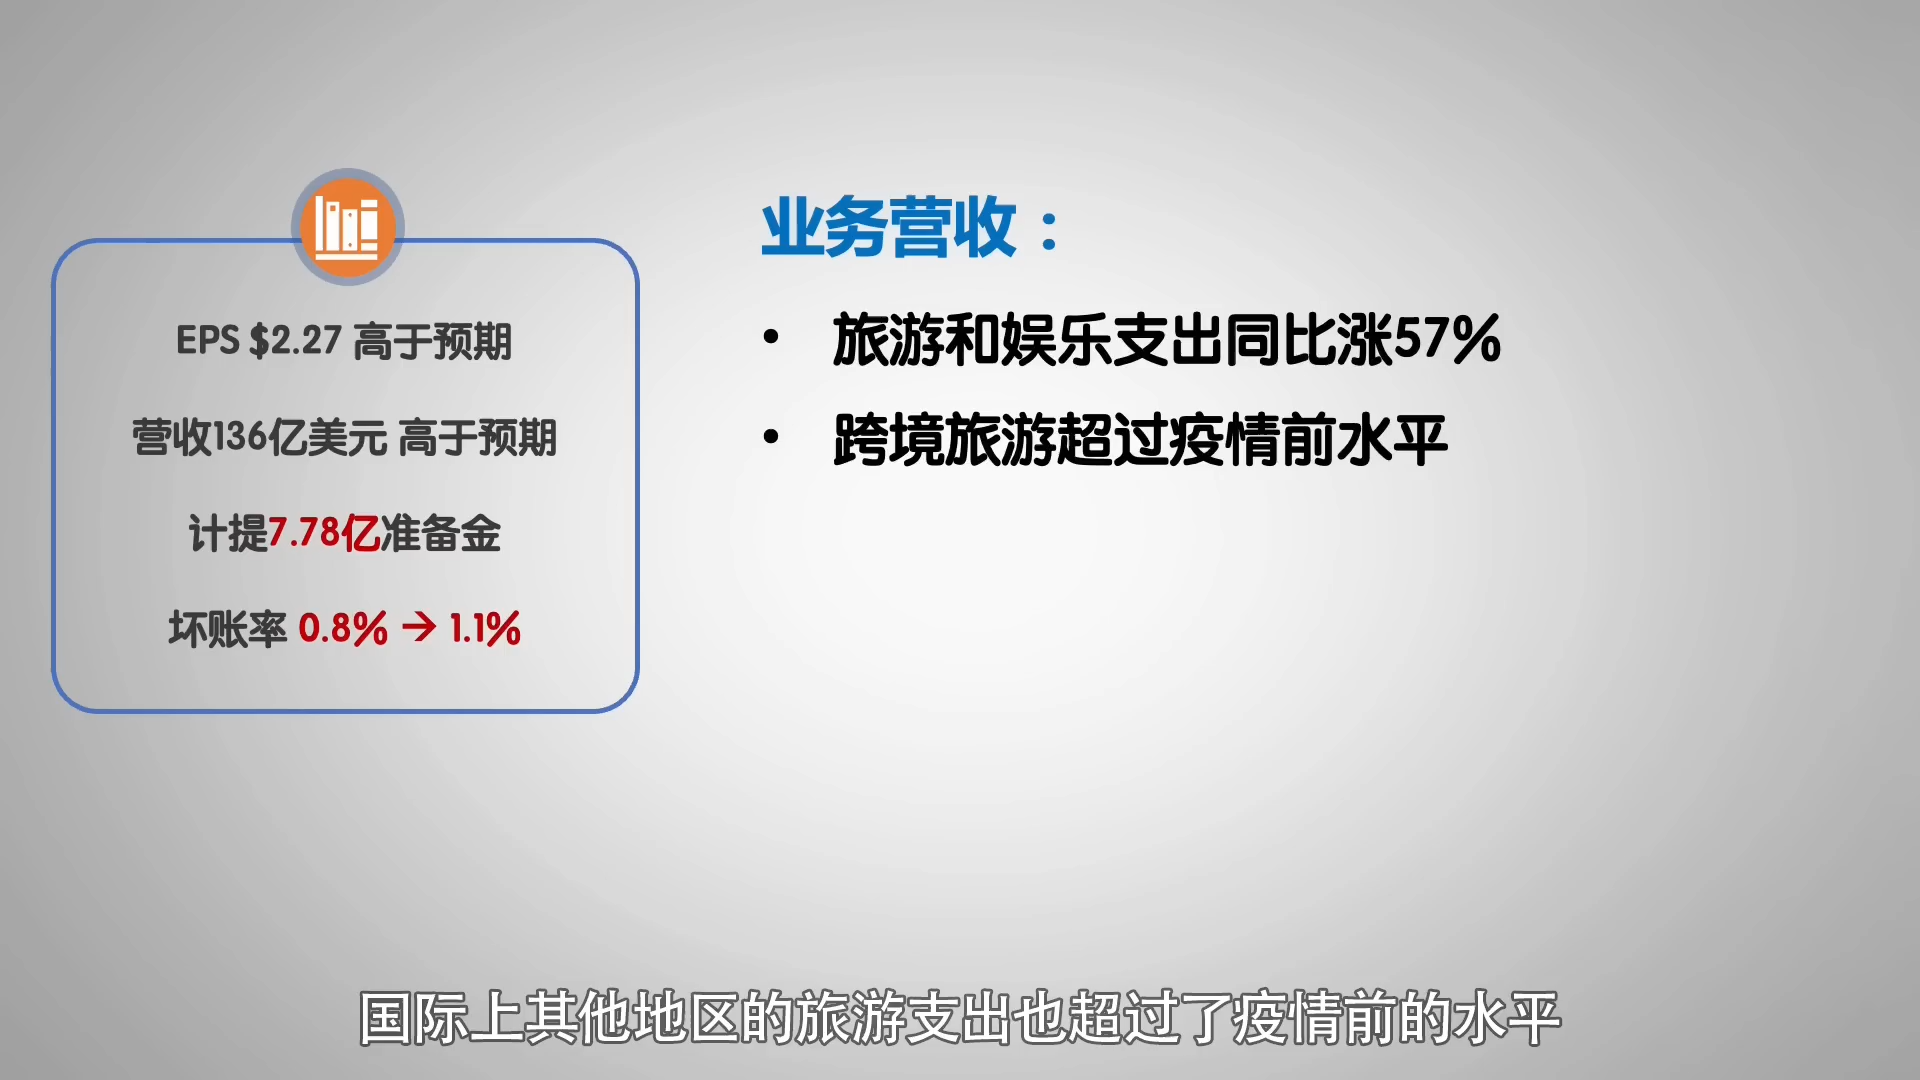 EPS $2.27 高于预期
营收136亿美元 高于预期
计提7.78亿准备金
坏账率 0.8% → 1.1%
业务营收：
• 旅游和娱乐支出同比涨57%
• 跨境旅游超过疫情前水平
国际上其他地区的旅游支出也超过了疫情前的水平